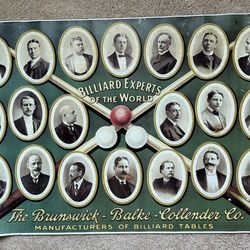 BILLIARD EXPERTS
OF THE WORLD
The Brunswick - Balke - Collender Co.
MANUFACTURERS OF BILLIARD TABLES